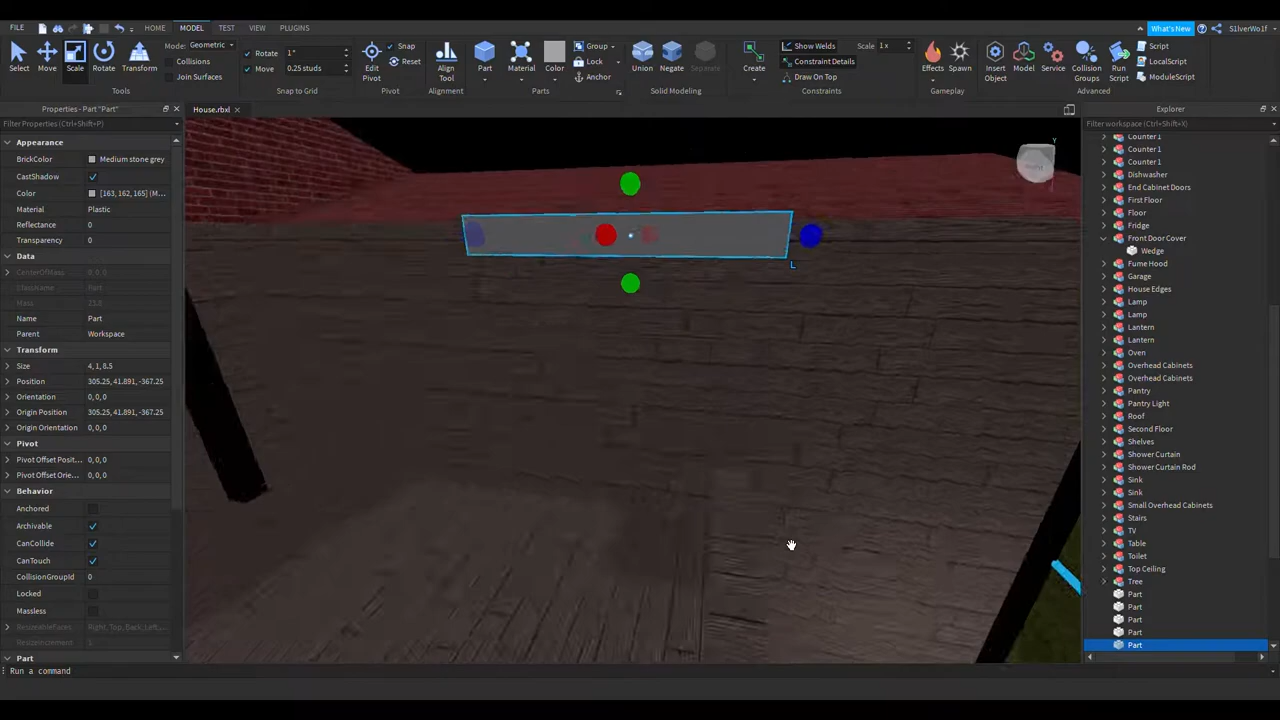 FILE HOME MODEL TEST VIEW PLUGINS What's New S1lverWo1f
Select Move Scale Rotate Transform
Mode: Geometric
Collisions
Join Surfaces
Tools
Rotate 1°
Move 0.25 studs
Snap to Grid
Edit Pivot
Snap
Reset
Pivot
Align Tool
Alignment
Part Material Color
Group
Lock
Anchor
Parts
Union Negate Separate
Solid Modeling
Create
Show Welds
Constraint Details
Draw On Top
Scale 1x
Constraints
Effects Spawn
Gameplay
Insert Object
Model
Service
Collision Groups
Run Script
Script
LocalScript
ModuleScript
Advanced
Properties - Part "Part"
Filter Properties (Ctrl+Shift+P)
Appearance
BrickColor Medium stone grey
CastShadow
Color [163, 162, 165] (M...
Material Plastic
Reflectance 0
Transparency 0
Data
CenterOfMass 0, 0, 0
ClassName Part
Mass 23.8
Name Part
Parent Workspace
Transform
Size 4, 1, 8.5
Position 305.25, 41.891, -367.25
Orientation 0, 0, 0
Origin Position 305.25, 41.891, -367.25
Origin Orientation 0, 0, 0
Pivot
Pivot Offset Posit... 0, 0, 0
Pivot Offset Orie... 0, 0, 0
Behavior
Anchored
Archivable
CanCollide
CanTouch
CollisionGroupId 0
Locked
Massless
ResizeableFaces Right, Top, Back, Left, ...
ResizeIncrement 1
Part
House.rbxl
L
Y
Explorer
Filter workspace (Ctrl+Shift+X)
Counter 1
Counter 1
Counter 1
Dishwasher
End Cabinet Doors
First Floor
Floor
Fridge
Front Door Cover
Wedge
Fume Hood
Garage
House Edges
Lamp
Lamp
Lantern
Lantern
Oven
Overhead Cabinets
Overhead Cabinets
Pantry
Pantry Light
Roof
Second Floor
Shelves
Shower Curtain
Shower Curtain Rod
Sink
Sink
Small Overhead Cabinets
Stairs
TV
Table
Toilet
Top Ceiling
Tree
Part
Part
Part
Part
Part
Run a command